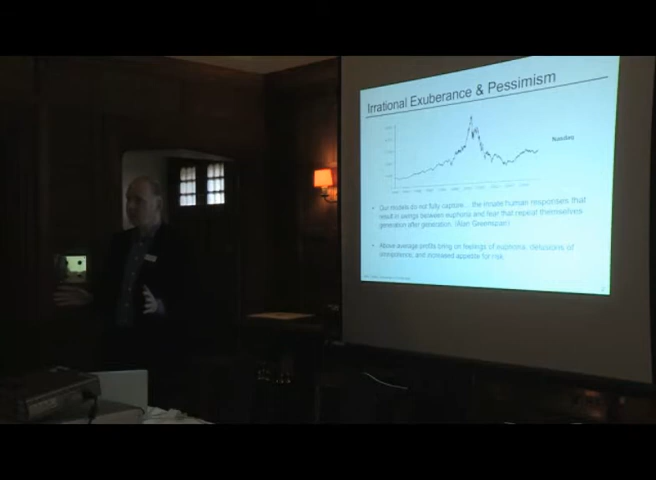 Irrational Exuberance & Pessimism
Nasdaq
Our models do not fully capture... the innate human responses that
result in swings between euphoria and fear that repeat themselves
generation after generation. (Alan Greenspan)
Above average profits bring on feelings of euphoria, delusions of
omnipotence, and increased appetite for risk.